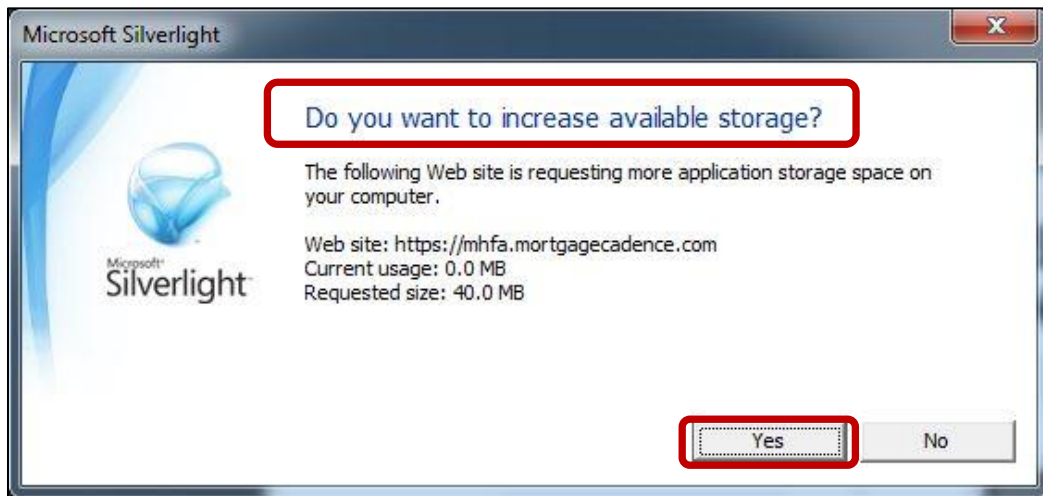 Microsoft Silverlight
Do you want to increase available storage?
The following Web site is requesting more application storage space on
your computer.
Web site: https://mhfa.mortgagecadence.com
Current usage: 0.0 MB
Requested size: 40.0 MB
Microsoft
Silverlight
Yes
No